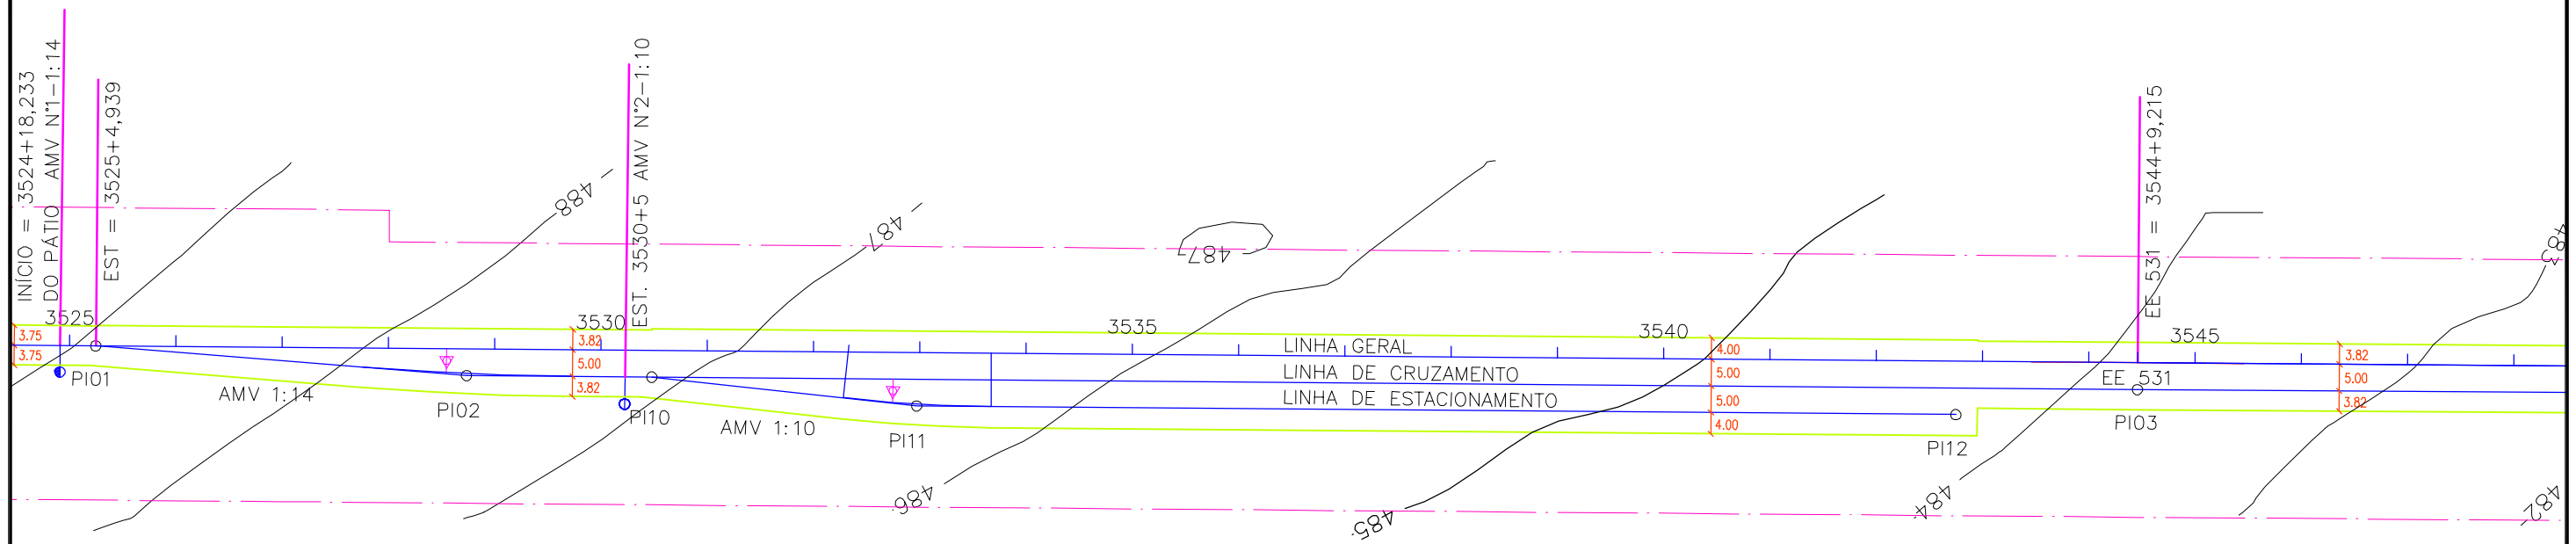 INÍCIO = 3524+18,233
DO PÁTIO AMV N°1-1:14
EST = 3525+4,939
EST. 3530+5 AMV N°2-1:10
EE 531 = 3544+9,215
488
487
487
483
3525
3530
3535
3540
3545
3.75
3.75
3.82
5.00
3.82
LINHA GERAL
LINHA DE CRUZAMENTO
LINHA DE ESTACIONAMENTO
4.00
5.00
5.00
4.00
3.82
5.00
3.82
EE 531
PI01
AMV 1:14
PI02
PI10
AMV 1:10
PI11
PI12
PI03
486
485
484
482